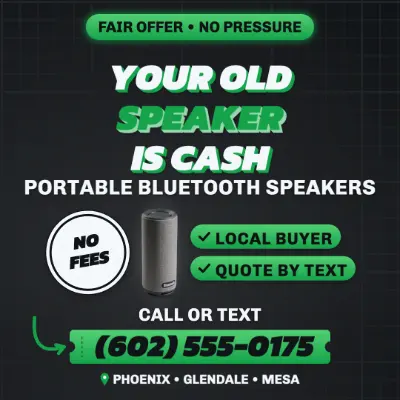 FAIR OFFER • NO PRESSURE
YOUR OLD
SPEAKER
IS CASH
PORTABLE BLUETOOTH SPEAKERS
NO
FEES
LOCAL BUYER
QUOTE BY TEXT
CALL OR TEXT
(602) 555-0175
PHOENIX • GLENDALE • MESA